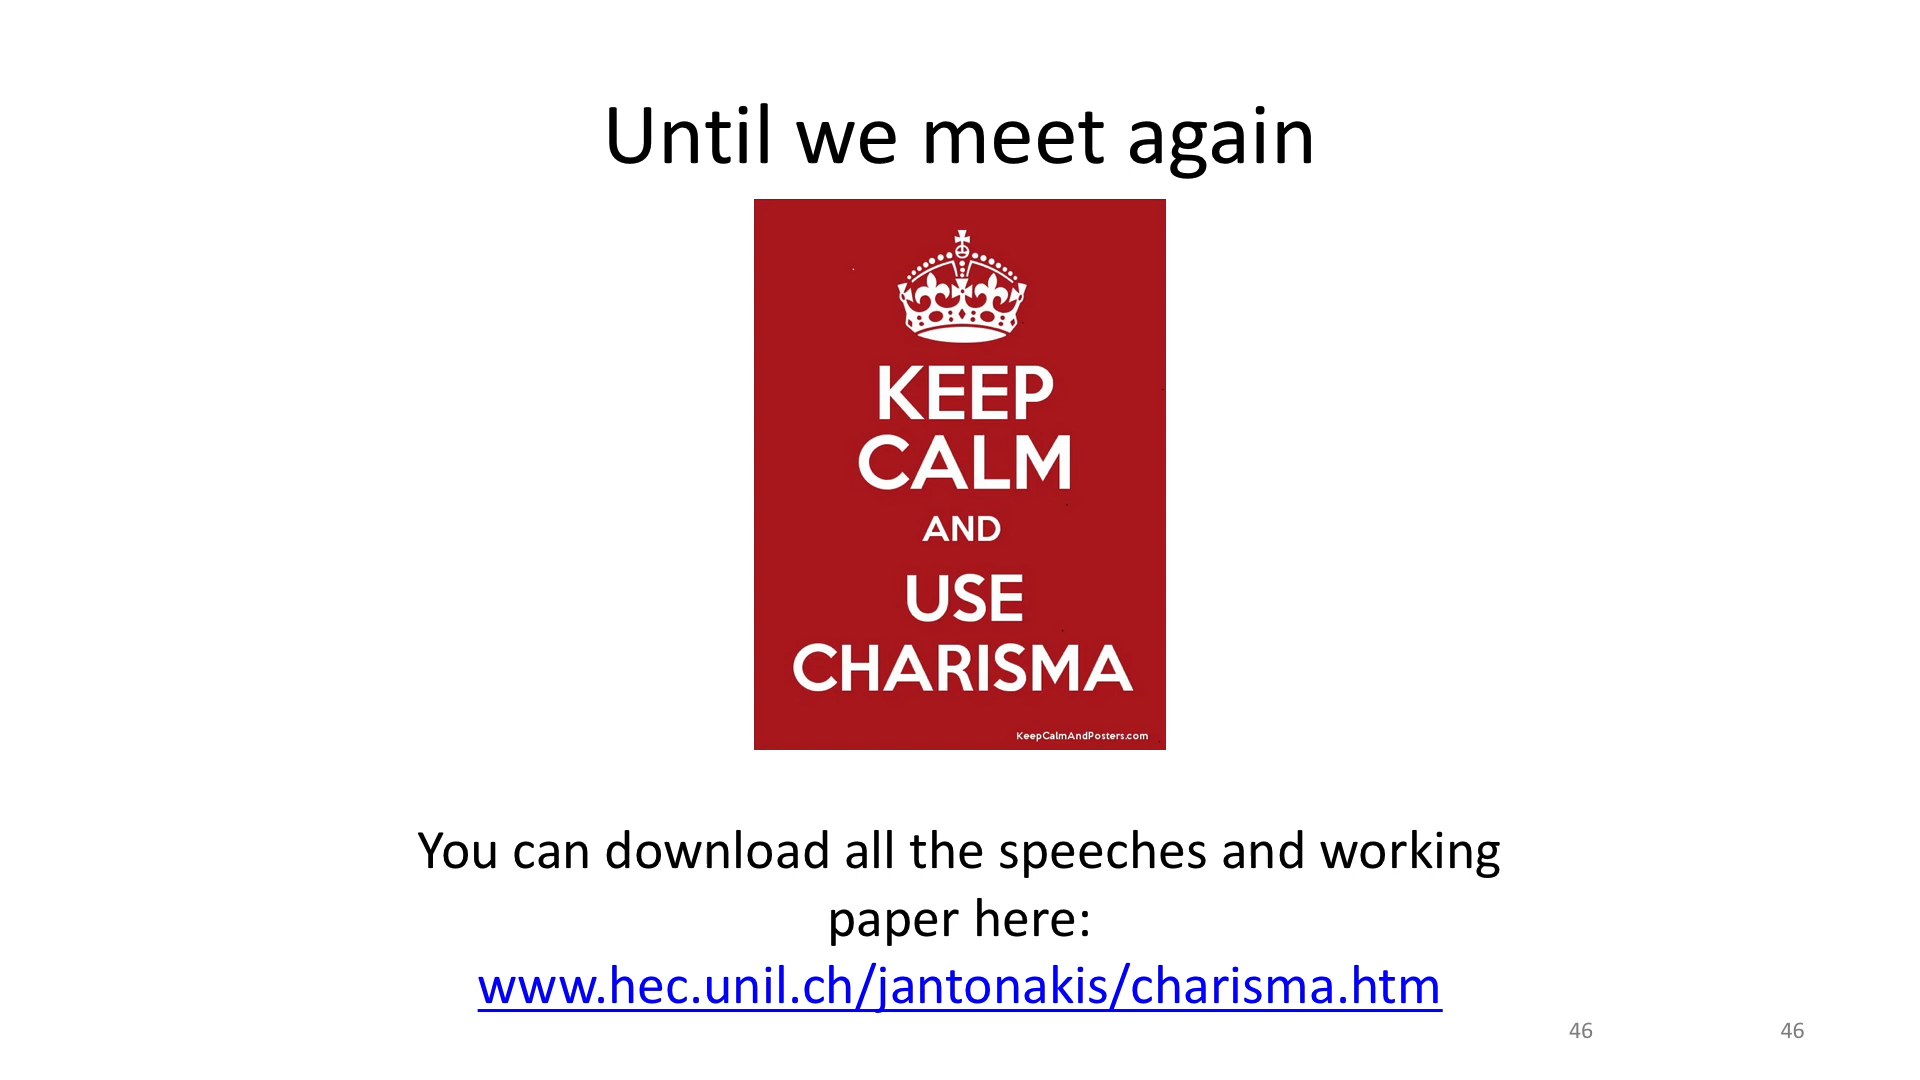 Until we meet again
KEEP
CALM
AND
USE
CHARISMA
KeepCalmAndPosters.com
You can download all the speeches and working
paper here:
www.hec.unil.ch/jantonakis/charisma.htm
46 46